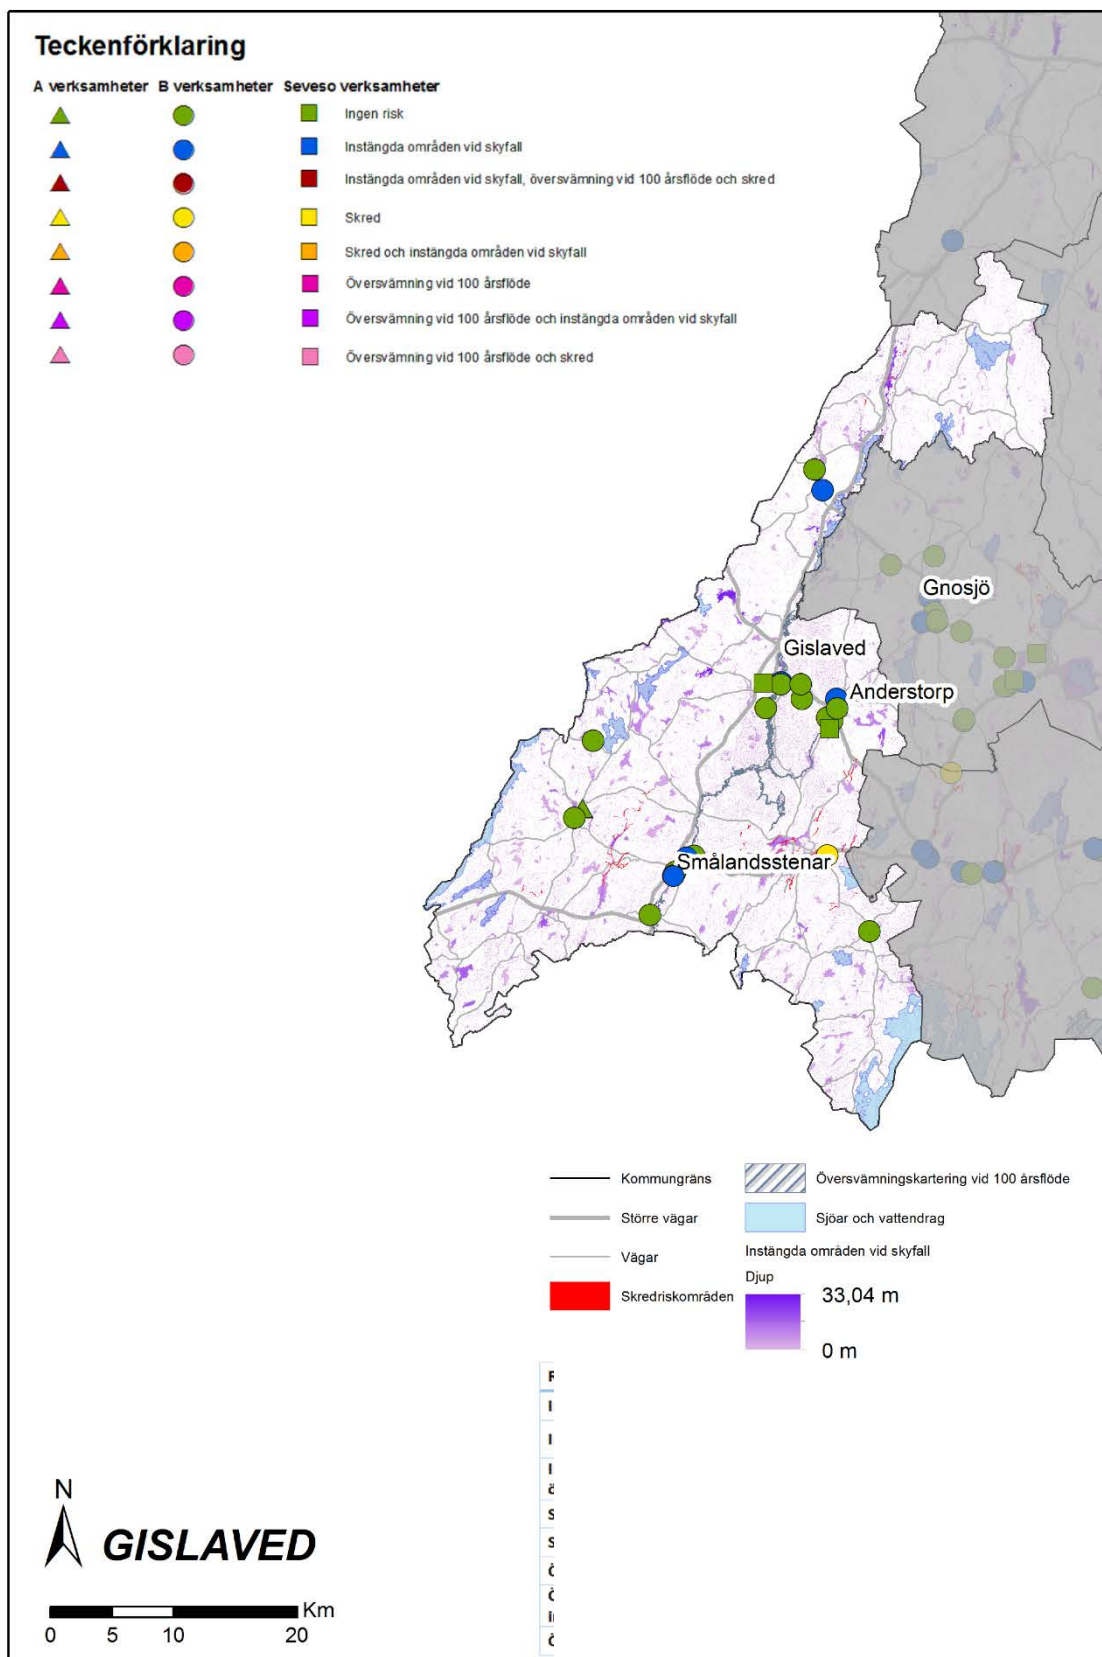 Teckenförklaring
A verksamheter B verksamheter Seveso verksamheter
Ingen risk
Instängda områden vid skyfall
Instängda områden vid skyfall, översvämning vid 100 årsflöde och skred
Skred
Skred och instängda områden vid skyfall
Översvämning vid 100 årsflöde
Översvämning vid 100 årsflöde och instängda områden vid skyfall
Översvämning vid 100 årsflöde och skred
Gnosjö
Gislaved
Anderstorp
Smålandsstenar
Kommungräns
Översvämningskartering vid 100 årsflöde
Större vägar
Sjöar och vattendrag
Vägar
Instängda områden vid skyfall
Djup
Skredriskområden
33,04 m
0 m
N
GISLAVED
Km
0 5 10 20